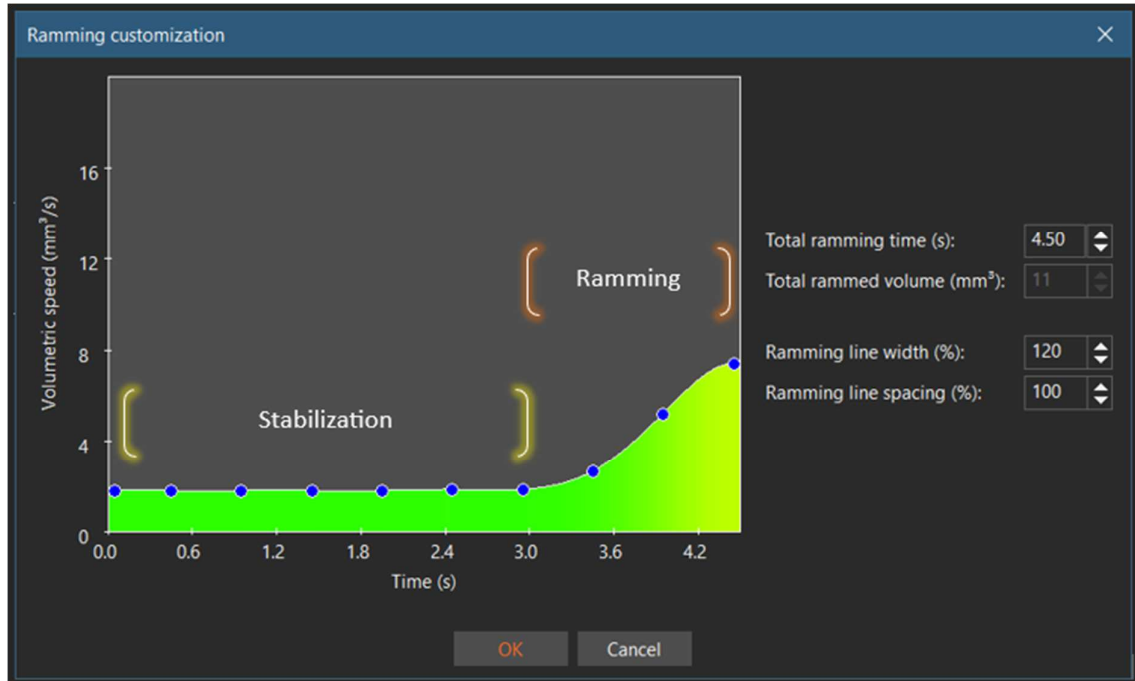 Ramming customization
Volumetric speed (mm³/s)
16
12
8
4
0
0.0 0.6 1.2 1.8 2.4 3.0 3.6 4.2
Time (s)
Stabilization
Ramming
Total ramming time (s): 4.50
Total rammed volume (mm³): 11
Ramming line width (%): 120
Ramming line spacing (%): 100
OK Cancel